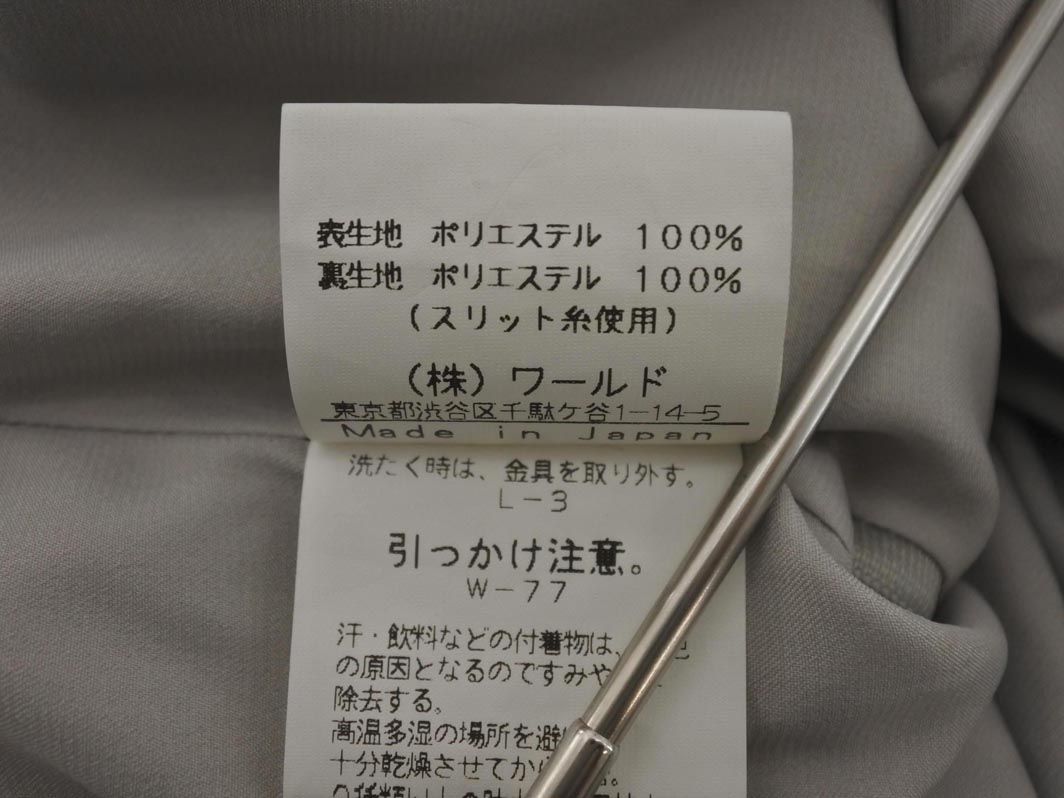 表生地 ポリエステル 100%
裏生地 ポリエステル 100%
(スリット糸使用)
(株) ワールド
東京都渋谷区千駄ケ谷1-14-5
Made in Japan
洗たく時は、金具を取り外す。
L-3
引っかけ注意。
W-77
汗・飲料などの付着物は、
の原因となるのですみや
除去する。
高温多湿の場所を避
十分乾燥させてから